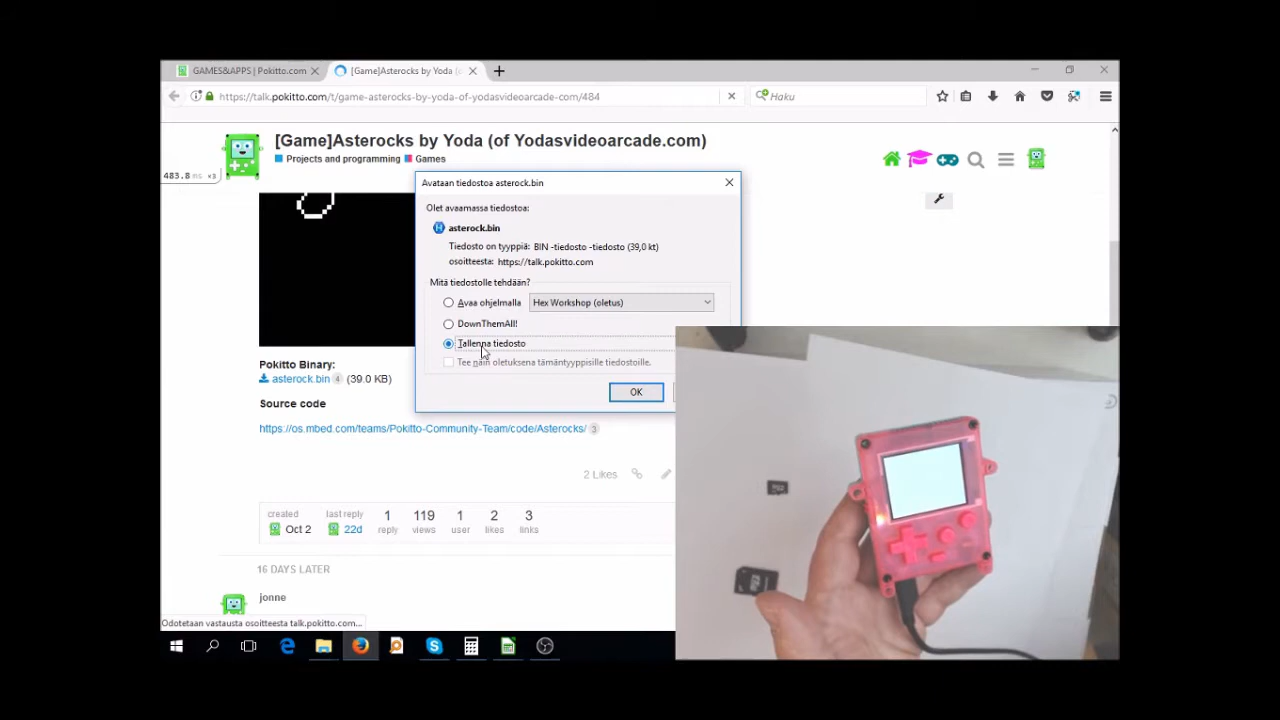 GAMES&APPS | Pokitto.com
[Game]Asterocks by Yoda (o
https://talk.pokitto.com/t/game-asterocks-by-yoda-of-yodasvideoarcade-com/484
Haku
[Game]Asterocks by Yoda (of Yodasvideoarcade.com)
Projects and programming Games
483.8 ms x3
Avataan tiedostoa asterock.bin
Olet avaamassa tiedostoa:
asterock.bin
Tiedosto on tyyppiä: BIN -tiedosto -tiedosto (39,0 kt)
osoitteesta: https://talk.pokitto.com
Mitä tiedostolle tehdään?
Avaa ohjelmalla Hex Workshop (oletus)
DownThemAll!
Tallenna tiedosto
Tee näin oletuksena tämäntyyppisille tiedostoille.
OK
Pokitto Binary:
asterock.bin 4 (39.0 KB)
Source code
https://os.mbed.com/teams/Pokitto-Community-Team/code/Asterocks/ 3
2 Likes
created last reply 1 119 1 2 3
Oct 2 22d reply views user likes links
16 DAYS LATER
jonne
Odotetaan vastausta osoitteesta talk.pokitto.com...